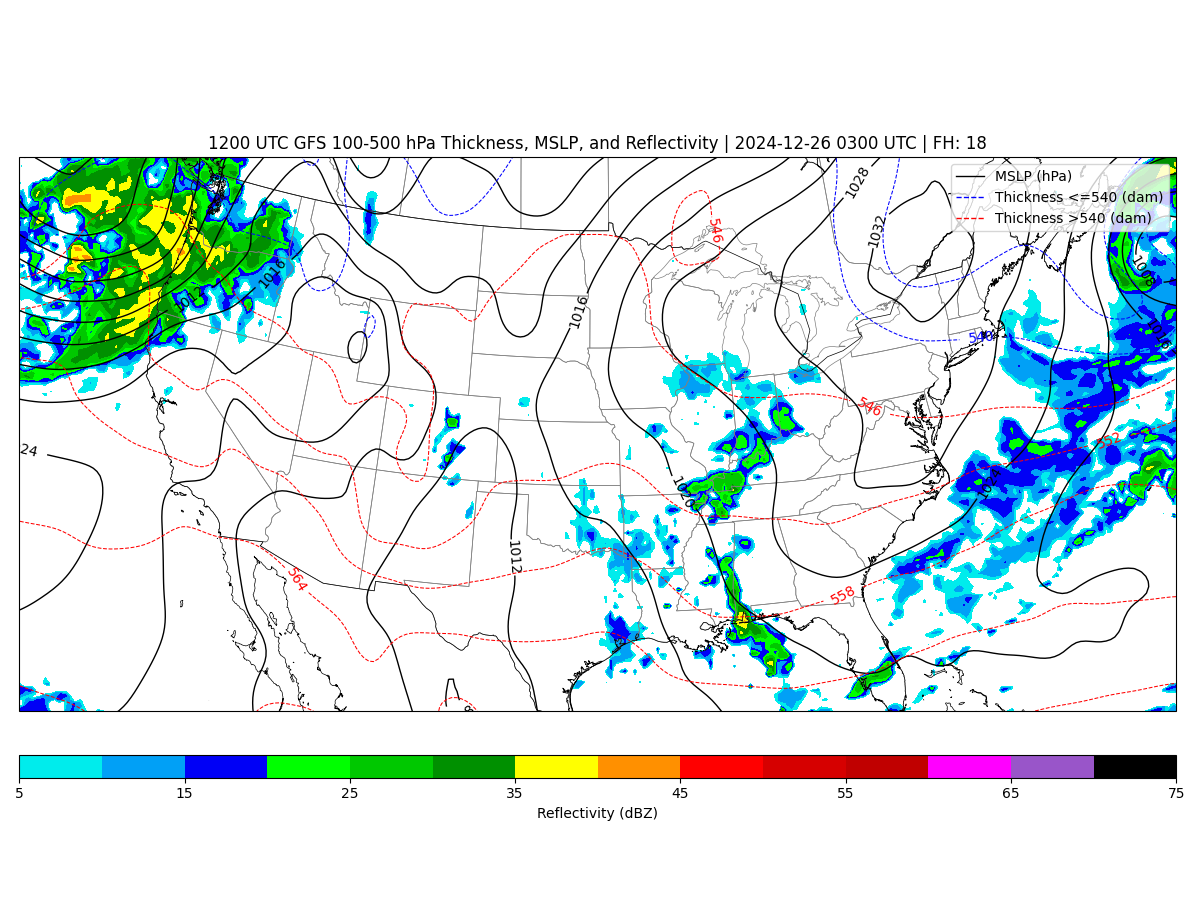 1200 UTC GFS 100-500 hPa Thickness, MSLP, and Reflectivity | 2024-12-26 0300 UTC | FH: 18
MSLP (hPa)
Thickness <=540 (dam)
Thickness >540 (dam)
1028
1032
546
1016
1008
1016
540
546
552
24
1020
1024
1012
564
558
5 15 25 35 45 55 65 75
Reflectivity (dBZ)